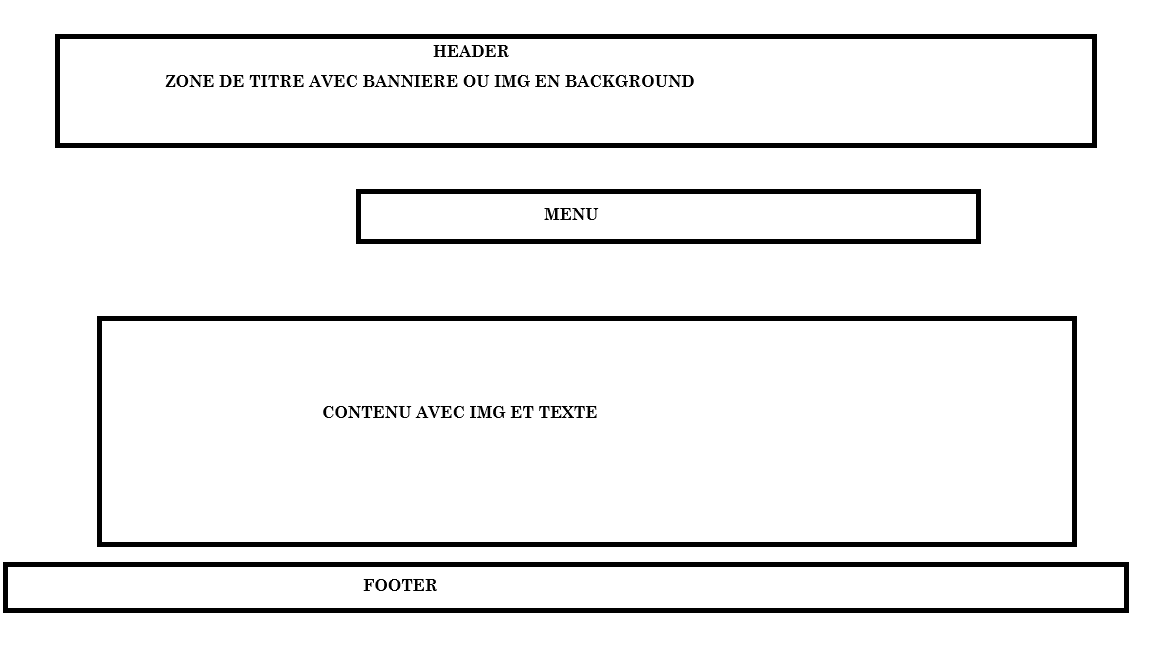 HEADER
ZONE DE TITRE AVEC BANNIERE OU IMG EN BACKGROUND
MENU
CONTENU AVEC IMG ET TEXTE
FOOTER